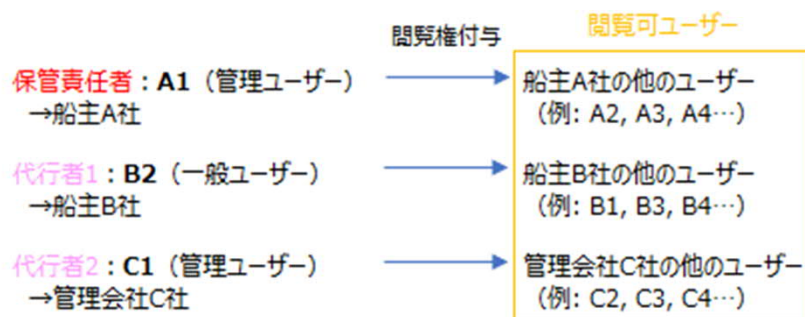 閲覧権付与
閲覧可ユーザー
保管責任者：A1（管理ユーザー）
→船主A社
船主A社の他のユーザー
（例: A2, A3, A4…）
代行者1：B2（一般ユーザー）
→船主B社
船主B社の他のユーザー
（例: B1, B3, B4…）
代行者2：C1（管理ユーザー）
→管理会社C社
管理会社C社の他のユーザー
（例: C2, C3, C4…）